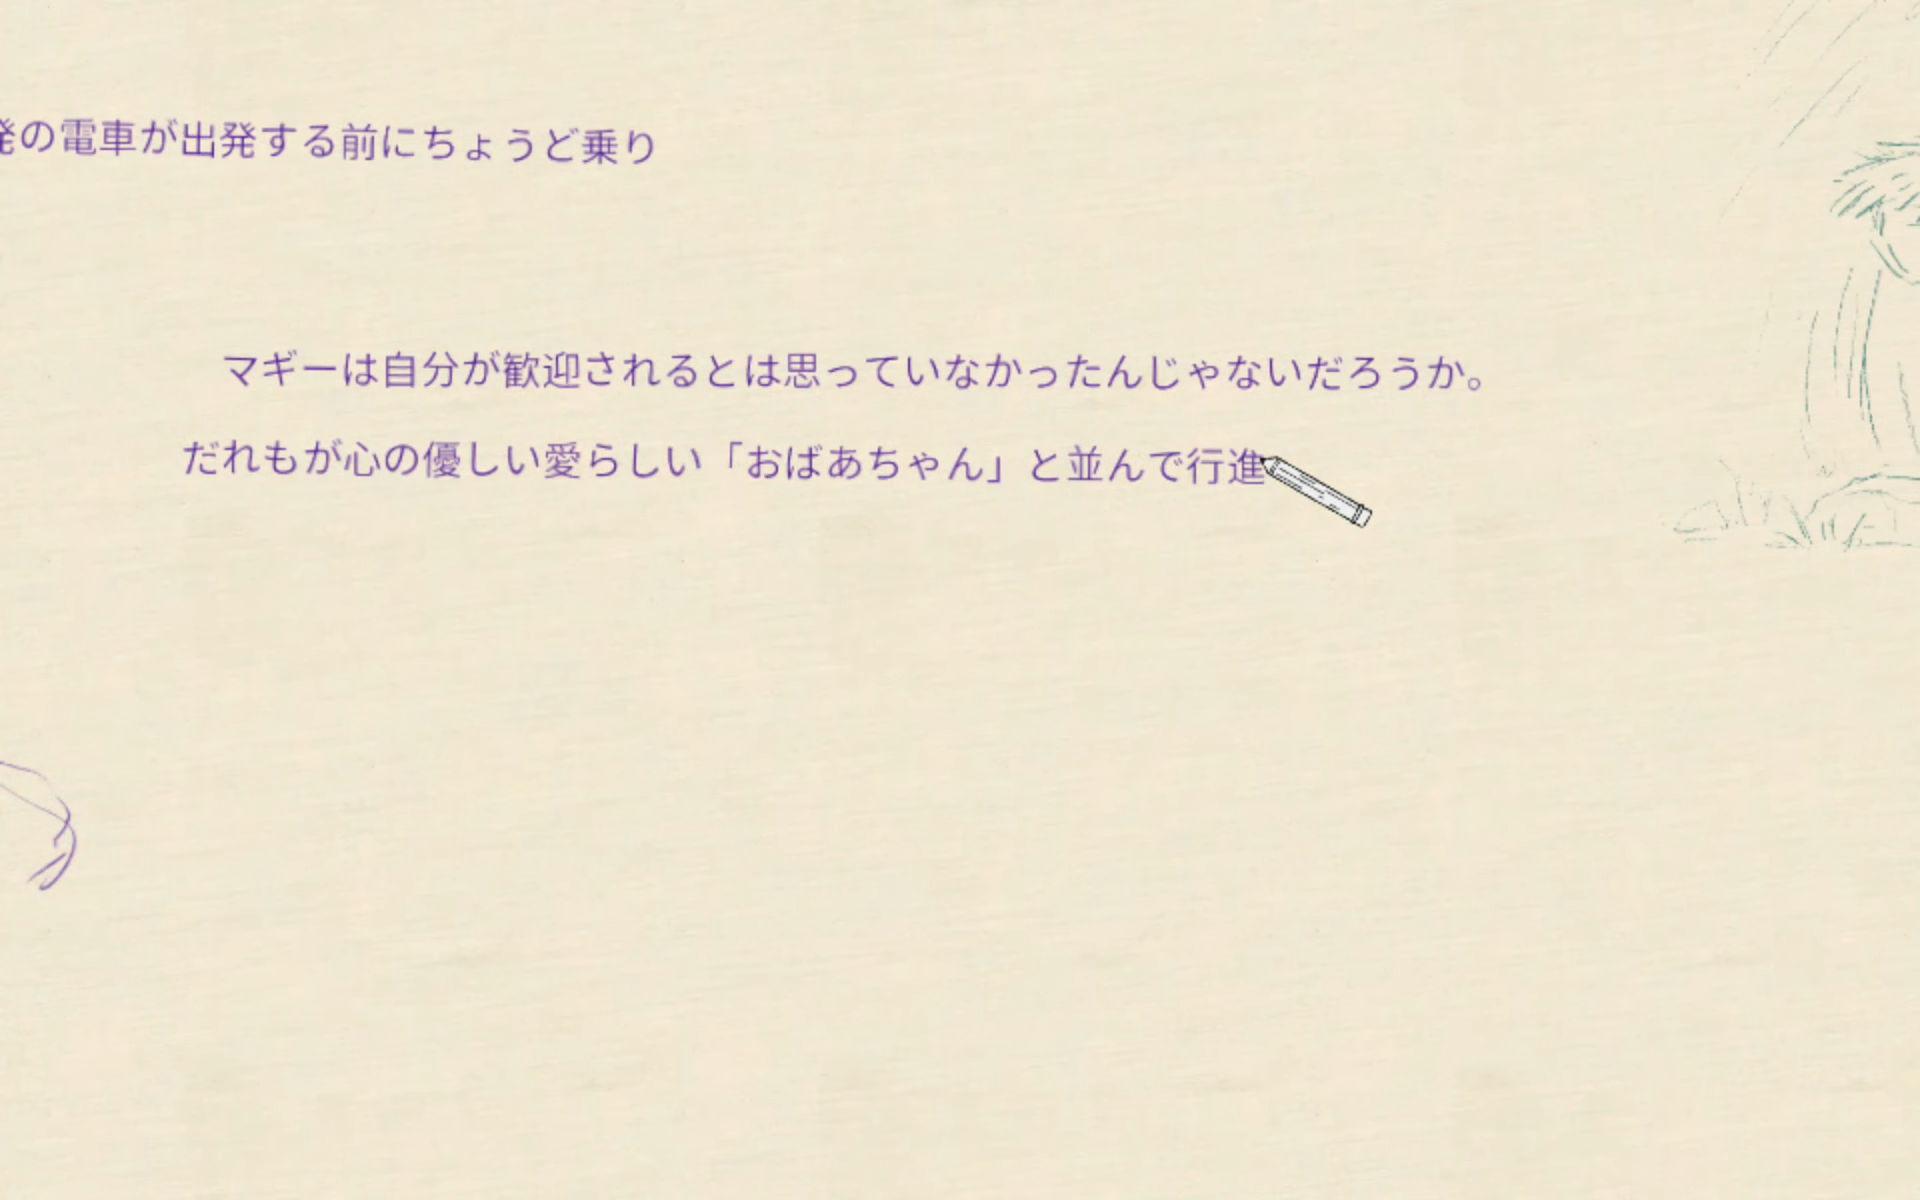 発の電車が出発する前にちょうど乗り
マギーは自分が歓迎されるとは思っていなかったんじゃないだろうか。
だれもが心の優しい愛らしい「おばあちゃん」と並んで行進